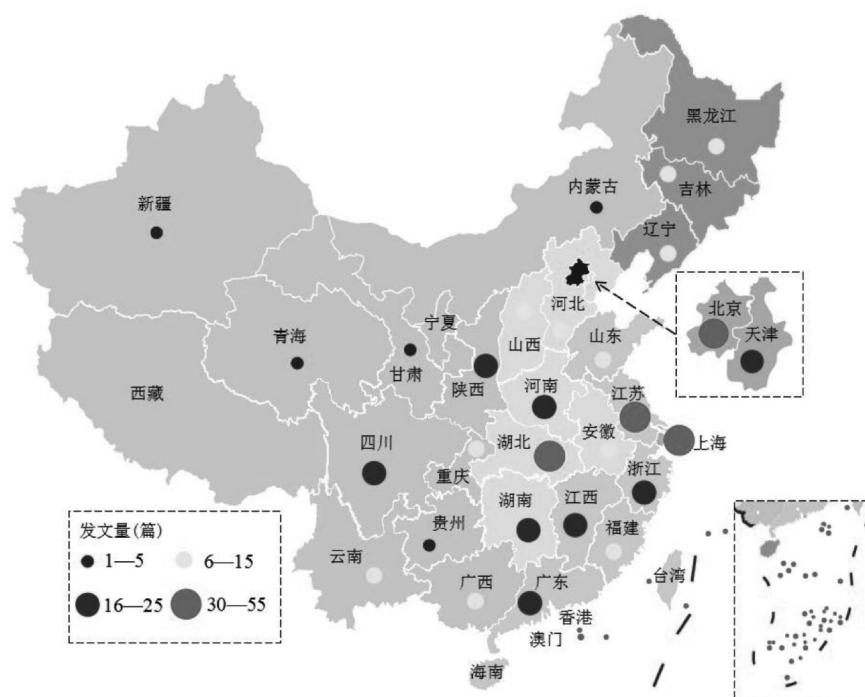 黑龙江
吉林
辽宁
内蒙古
新疆
北京
天津
河北
山西
山东
宁夏
青海
甘肃
陕西
西藏
河南
江苏
安徽
上海
四川
重庆
湖北
浙江
湖南
江西
贵州
福建
云南
广西
广东
台湾
香港
澳门
海南
发文量(篇)
1—5
6—15
16—25
30—55